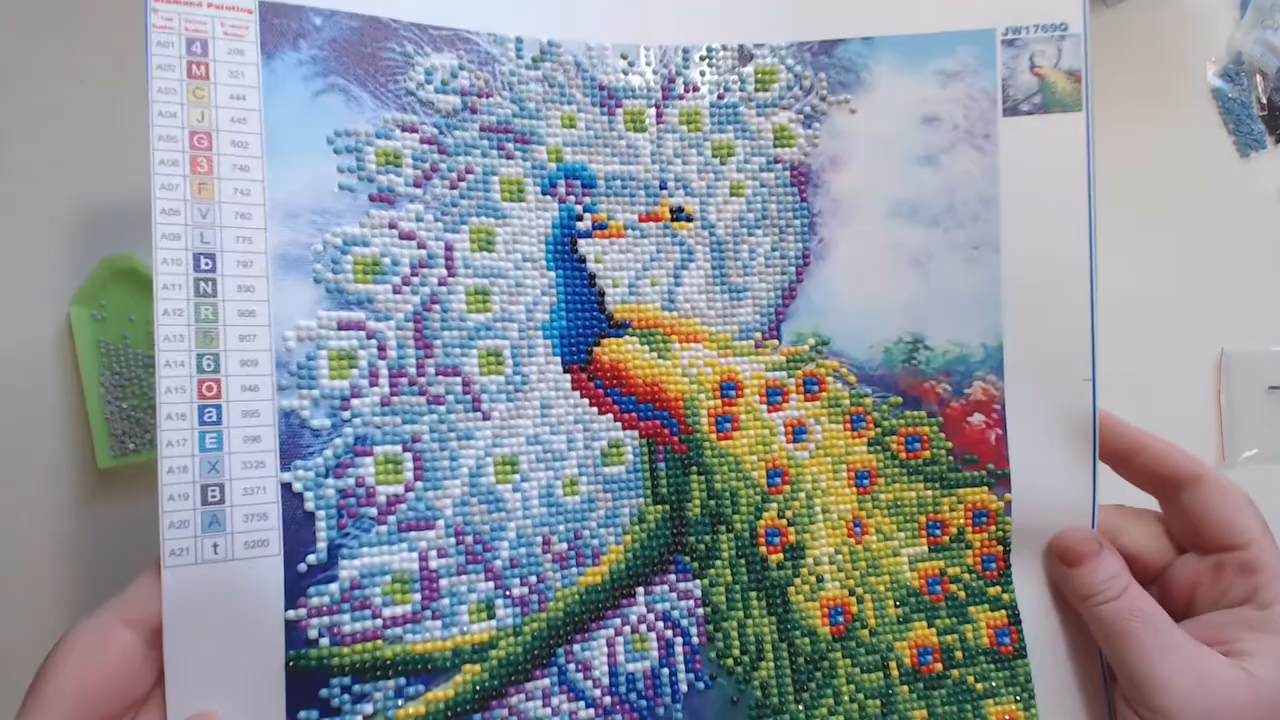 Diamond Painting
A01 4 208
A02 M 321
A03 C 444
A04 J 445
A05 G 602
A06 3 740
A07 F 742
A08 V 762
A09 L 775
A10 b 797
A11 N 890
A12 R 906
A13 5 907
A14 6 909
A15 O 946
A16 a 995
A17 E 996
A18 X 3325
A19 B 3371
A20 A 3755
A21 t 5200
JW1769Q